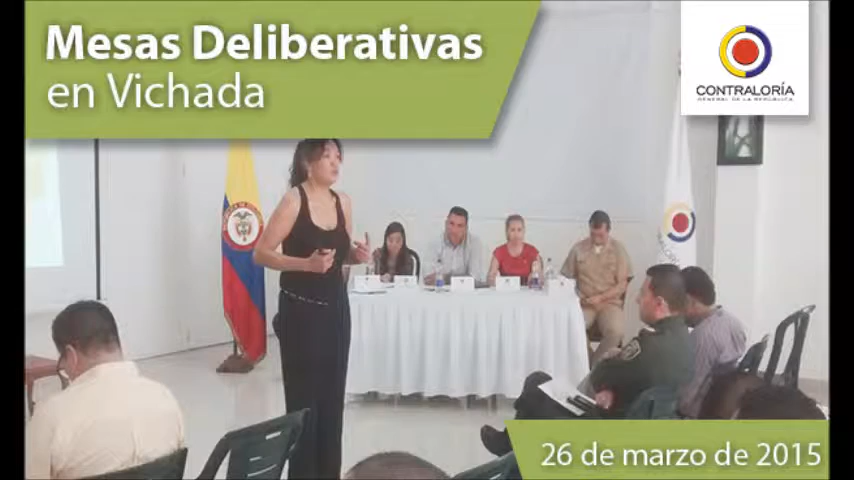 Mesas Deliberativas
en Vichada
CONTRALORÍA
GENERAL DE LA REPÚBLICA
26 de marzo de 2015